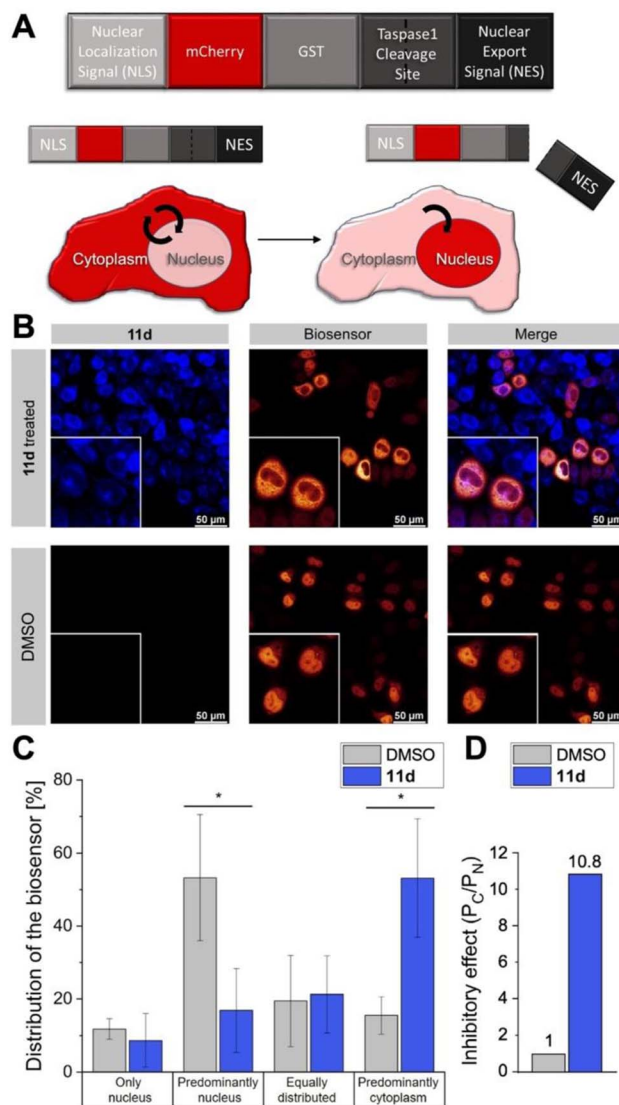 A
Nuclear
Localization
Signal (NLS)
mCherry
GST
Taspase1
Cleavage
Site
Nuclear
Export
Signal (NES)
NLS
NES
NLS
NES
Cytoplasm
Nucleus
Cytoplasm
Nucleus
B
11d
Biosensor
Merge
11d treated
50 µm
50 µm
50 µm
DMSO
50 µm
50 µm
50 µm
C
DMSO
11d
Distribution of the biosensor [%]
80
60
40
20
0
*
*
Only
nucleus
Predominantly
nucleus
Equally
distributed
Predominantly
cytoplasm
D
DMSO
11d
Inhibitory effect (PC/PN)
12
10
8
6
4
2
0
1
10.8